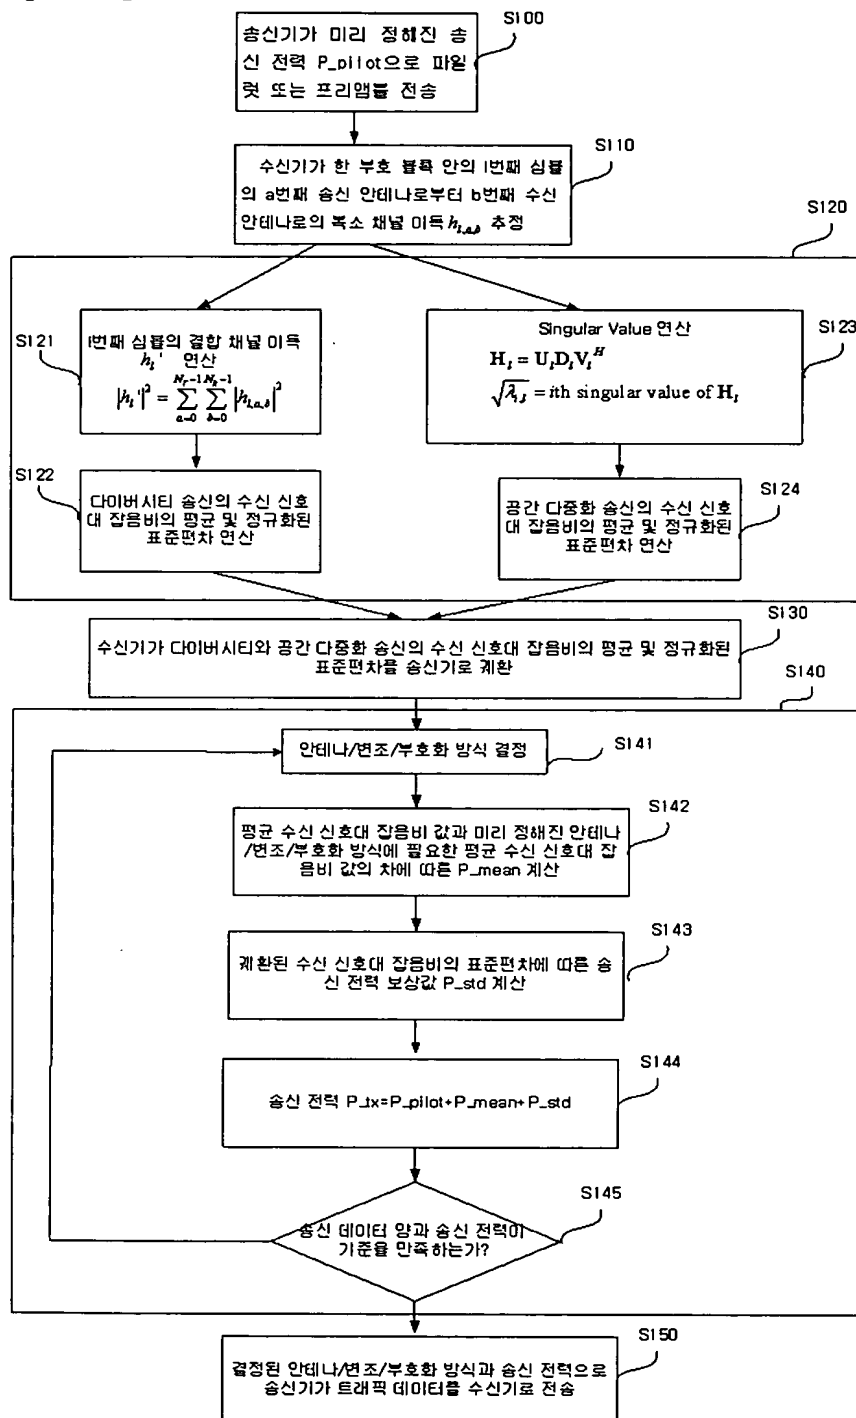 S100
송신기가 미리 정해진 송
신 전력 P_pilot으로 파일
럿 또는 프리앰블 전송
S110
수신기가 한 부호 블록 안의 l번째 심볼
의 a번째 송신 안테나로부터 b번째 수신
안테나로의 복소 채널 이득 h_{l,a,b} 추정
S120
S121
l번째 심볼의 결합 채널 이득
h_l' 연산
|h_l'|^2 = \sum_{a=0}^{N_T-1} \sum_{b=0}^{N_R-1} |h_{l,a,b}|^2
S123
Singular Value 연산
H_l = U_l D_l V_l^H
\sqrt{\lambda_{i,l}} = ith singular value of H_l
S122
다이버시티 송신의 수신 신호
대 잡음비의 평균 및 정규화된
표준편차 연산
S124
공간 다중화 송신의 수신 신호
대 잡음비의 평균 및 정규화된
표준편차 연산
S130
수신기가 다이버시티와 공간 다중화 송신의 수신 신호대 잡음비의 평균 및 정규화된
표준편차를 송신기로 궤환
S140
S141
안테나/변조/부호화 방식 결정
S142
평균 수신 신호대 잡음비 값과 미리 정해진 안테나
/변조/부호화 방식에 필요한 평균 수신 신호대 잡
음비 값의 차에 따른 P_mean 계산
S143
궤환된 수신 신호대 잡음비의 표준편차에 따른 송
신 전력 보상값 P_std 계산
S144
송신 전력 P_tx=P_pilot+P_mean+P_std
S145
송신 데이터 양과 송신 전력이
기준을 만족하는가?
S150
결정된 안테나/변조/부호화 방식과 송신 전력으로
송신기가 트래픽 데이터를 수신기로 전송